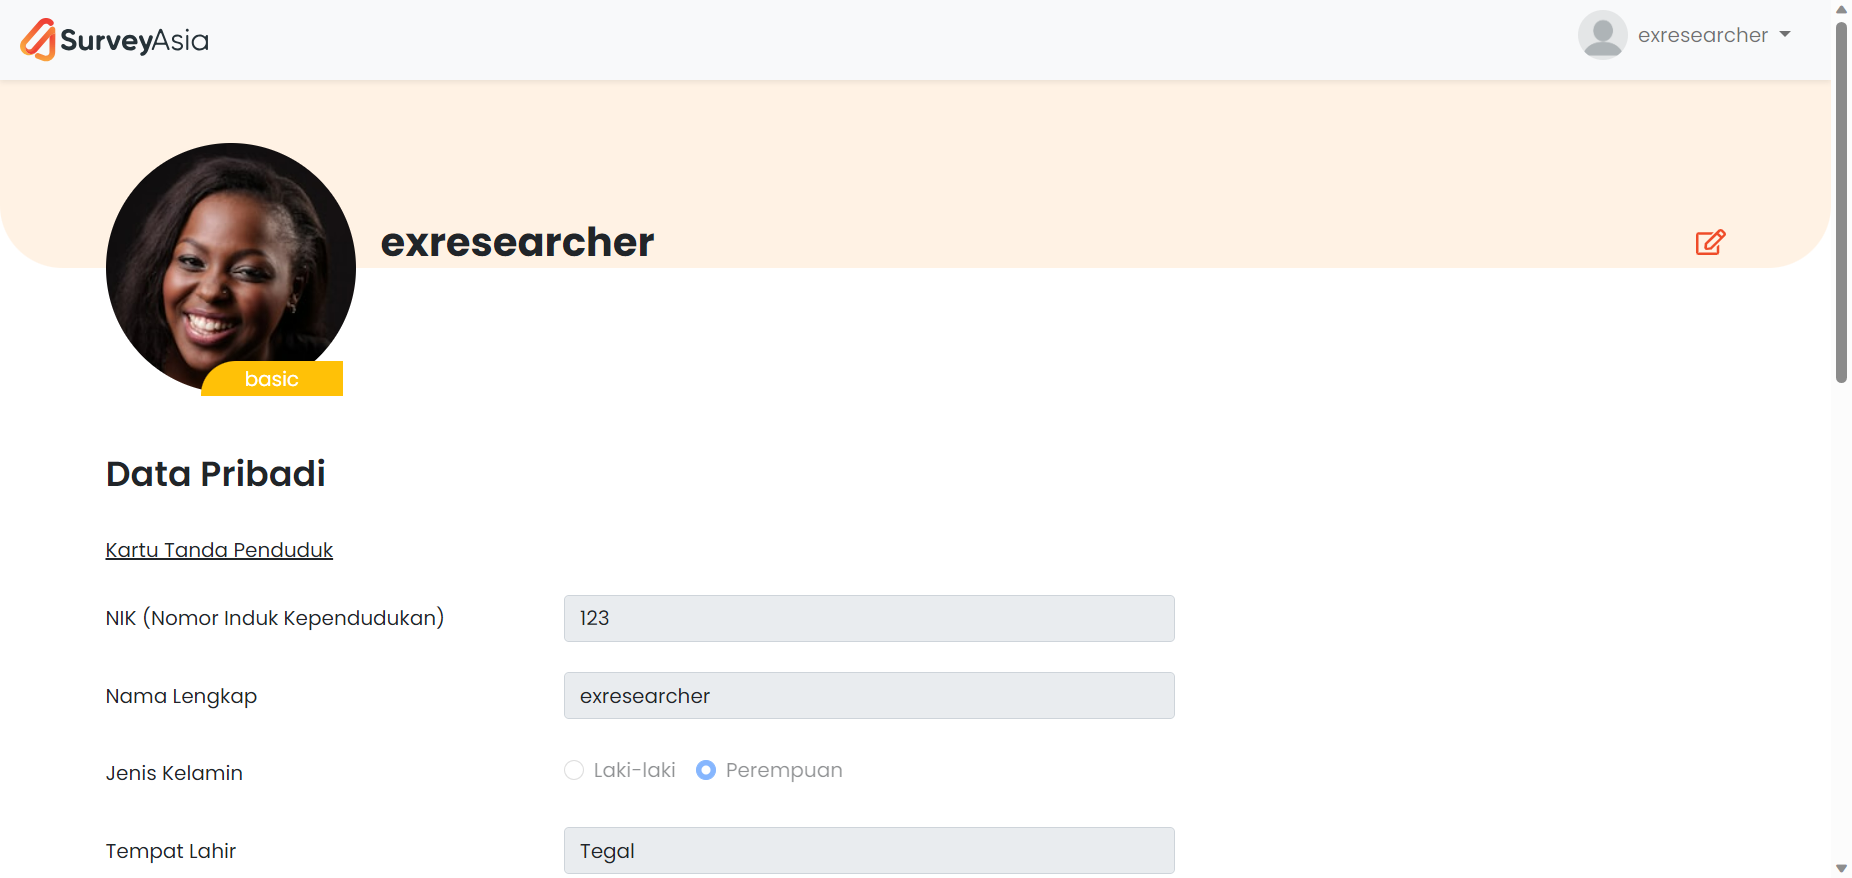 SurveyAsia
exresearcher
exresearcher
basic
Data Pribadi
Kartu Tanda Penduduk
NIK (Nomor Induk Kependudukan)
123
Nama Lengkap
exresearcher
Jenis Kelamin
Laki-laki
Perempuan
Tempat Lahir
Tegal